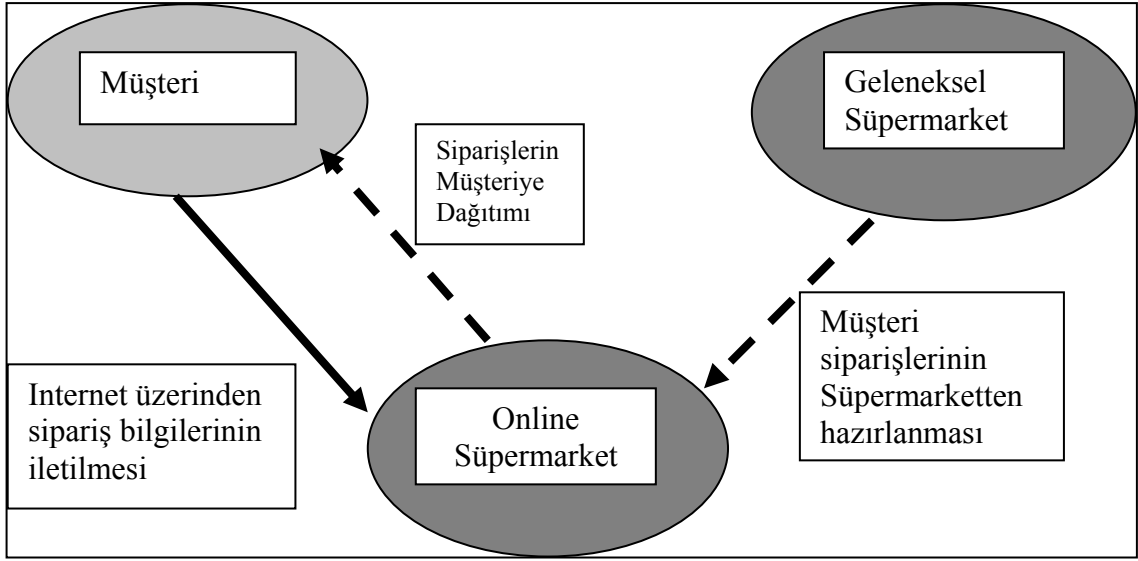 Müşteri
Geleneksel
Süpermarket
Siparişlerin
Müşteriye
Dağıtımı
Müşteri
siparişlerinin
Süpermarketten
hazırlanması
Internet üzerinden
sipariş bilgilerinin
iletilmesi
Online
Süpermarket